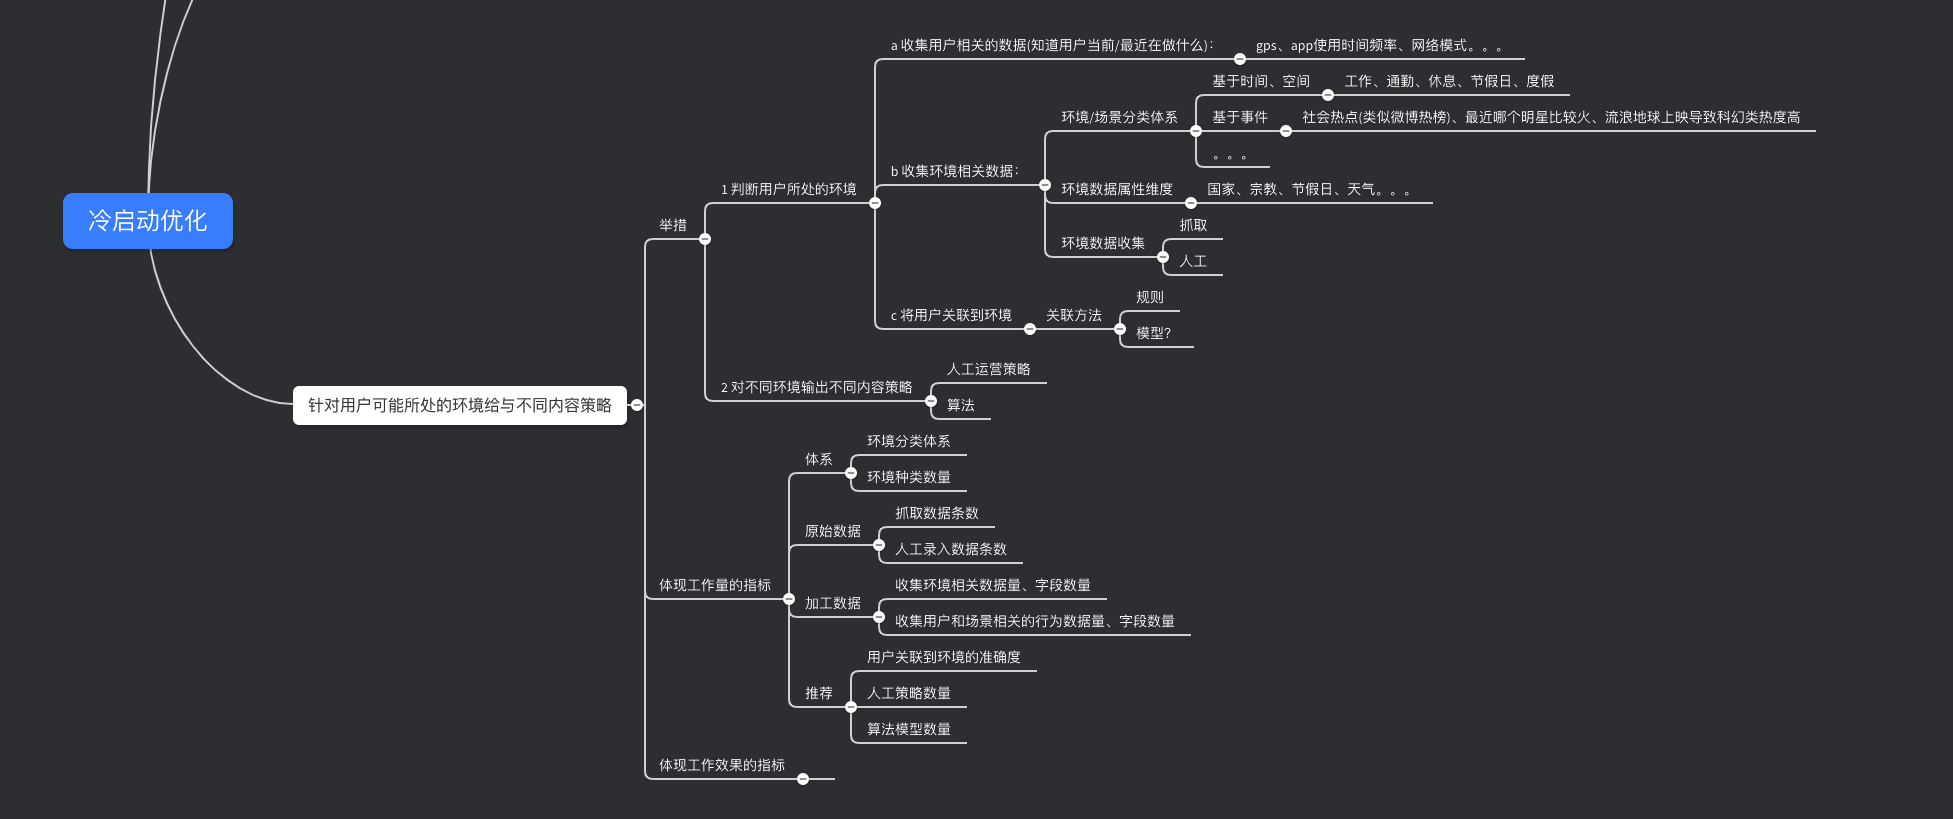 冷启动优化
针对用户可能所处的环境给与不同内容策略
举措
1 判断用户所处的环境
a 收集用户相关的数据(知道用户当前/最近在做什么)：
gps、app使用时间频率、网络模式。。。
b 收集环境相关数据：
环境/场景分类体系
基于时间、空间
工作、通勤、休息、节假日、度假
基于事件
社会热点(类似微博热榜)、最近哪个明星比较火、流浪地球上映导致科幻类热度高
。。。
环境数据属性维度
国家、宗教、节假日、天气。。。
环境数据收集
抓取
人工
c 将用户关联到环境
关联方法
规则
模型?
2 对不同环境输出不同内容策略
人工运营策略
算法
体现工作量的指标
体系
环境分类体系
环境种类数量
原始数据
抓取数据条数
人工录入数据条数
加工数据
收集环境相关数据量、字段数量
收集用户和场景相关的行为数据量、字段数量
推荐
用户关联到环境的准确度
人工策略数量
算法模型数量
体现工作效果的指标